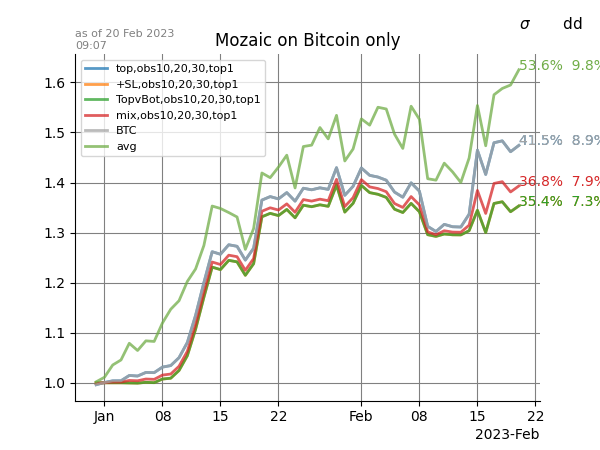 σ dd
as of 20 Feb 2023
09:07
Mozaic on Bitcoin only
53.6% 9.8%
top,obs10,20,30,top1
+SL,obs10,20,30,top1
TopvBot,obs10,20,30,top1
mix,obs10,20,30,top1
BTC
avg
41.5% 8.9%
36.8% 7.9%
35.4% 7.3%
1.6
1.5
1.4
1.3
1.2
1.1
1.0
Jan 08 15 22 Feb 08 15 22
2023-Feb